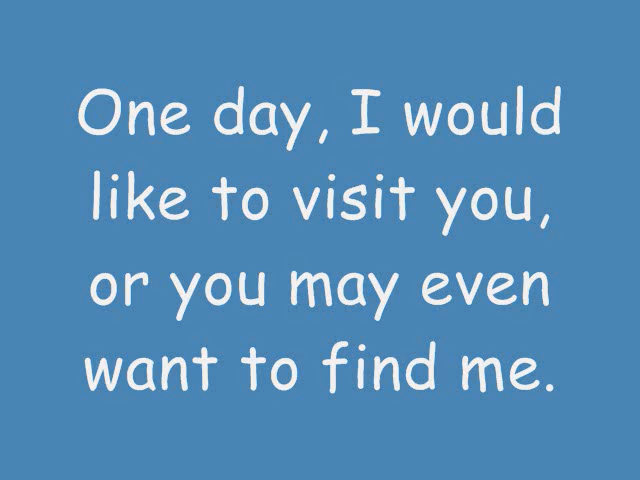 One day, I would
like to visit you,
or you may even
want to find me.